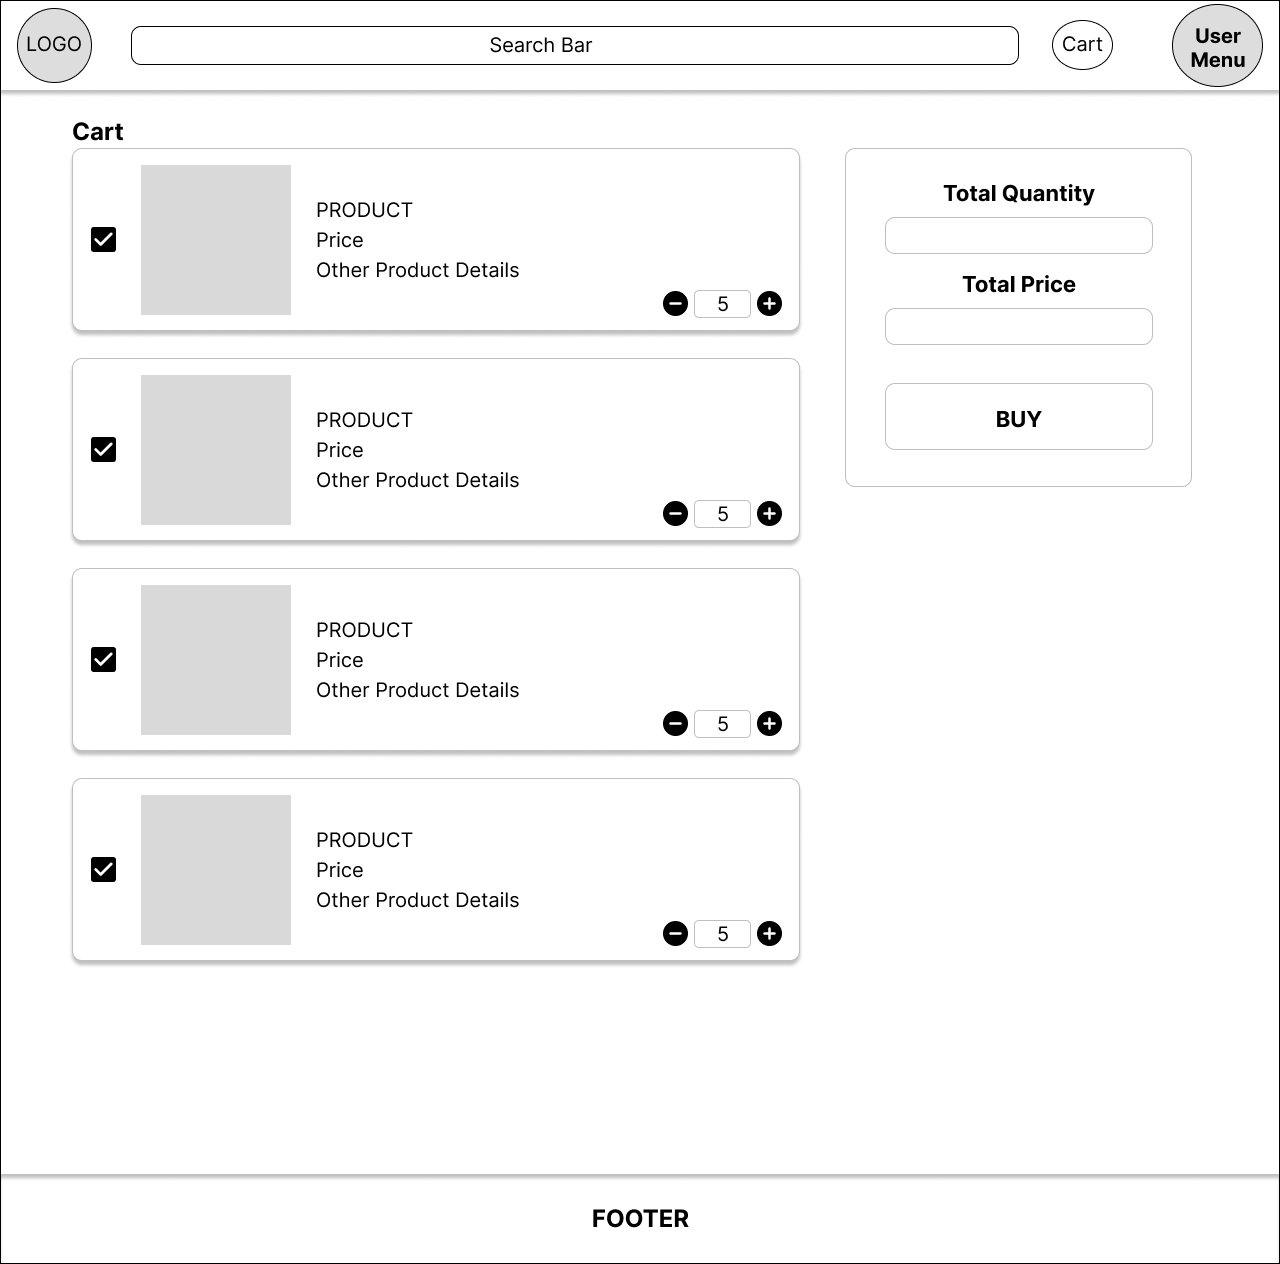 LOGO
Search Bar
Cart
User
Menu
Cart
PRODUCT
Price
Other Product Details
5
PRODUCT
Price
Other Product Details
5
PRODUCT
Price
Other Product Details
5
PRODUCT
Price
Other Product Details
5
Total Quantity
Total Price
BUY
FOOTER